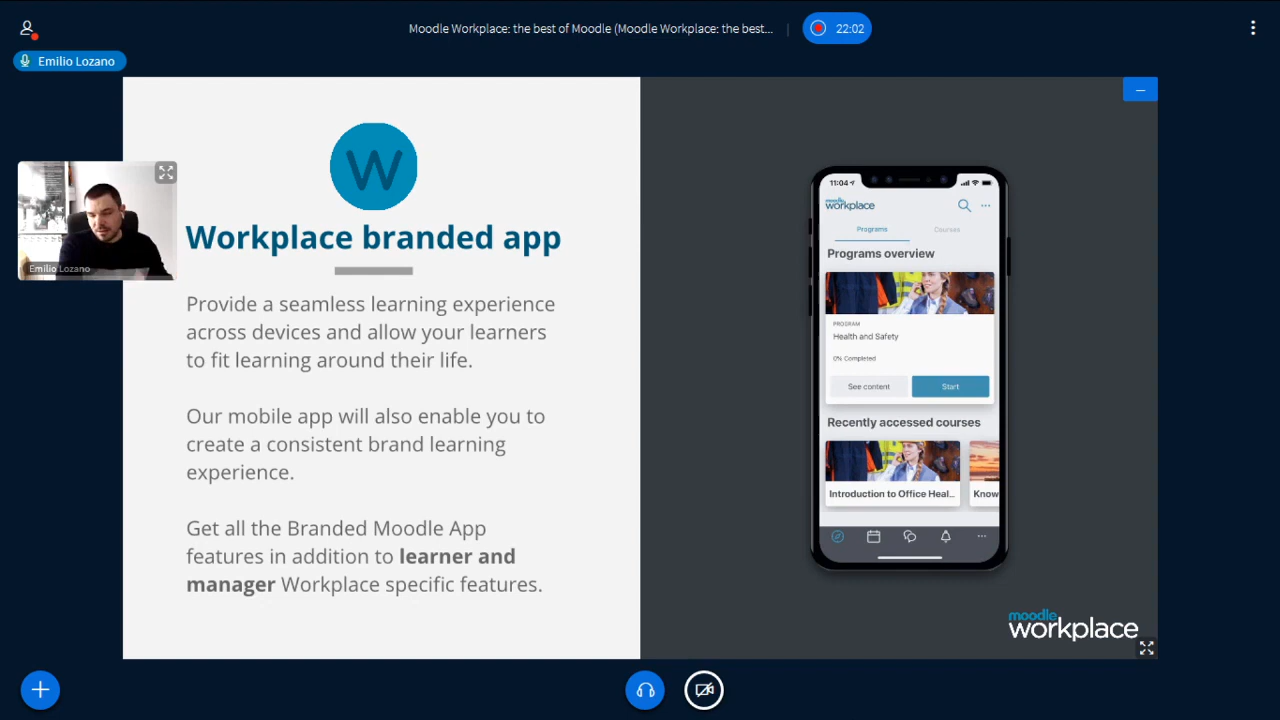 Moodle Workplace: the best of Moodle (Moodle Workplace: the best...
22:02
Emilio Lozano
W
Workplace branded app
Emilio Lozano
Provide a seamless learning experience
across devices and allow your learners
to fit learning around their life.
Our mobile app will also enable you to
create a consistent brand learning
experience.
Get all the Branded Moodle App
features in addition to learner and
manager Workplace specific features.
11:04
moodle
workplace
Programs
Courses
Programs overview
PROGRAM
Health and Safety
0% Completed
See content
Start
Recently accessed courses
Introduction to Office Heal...
Know
moodle
workplace